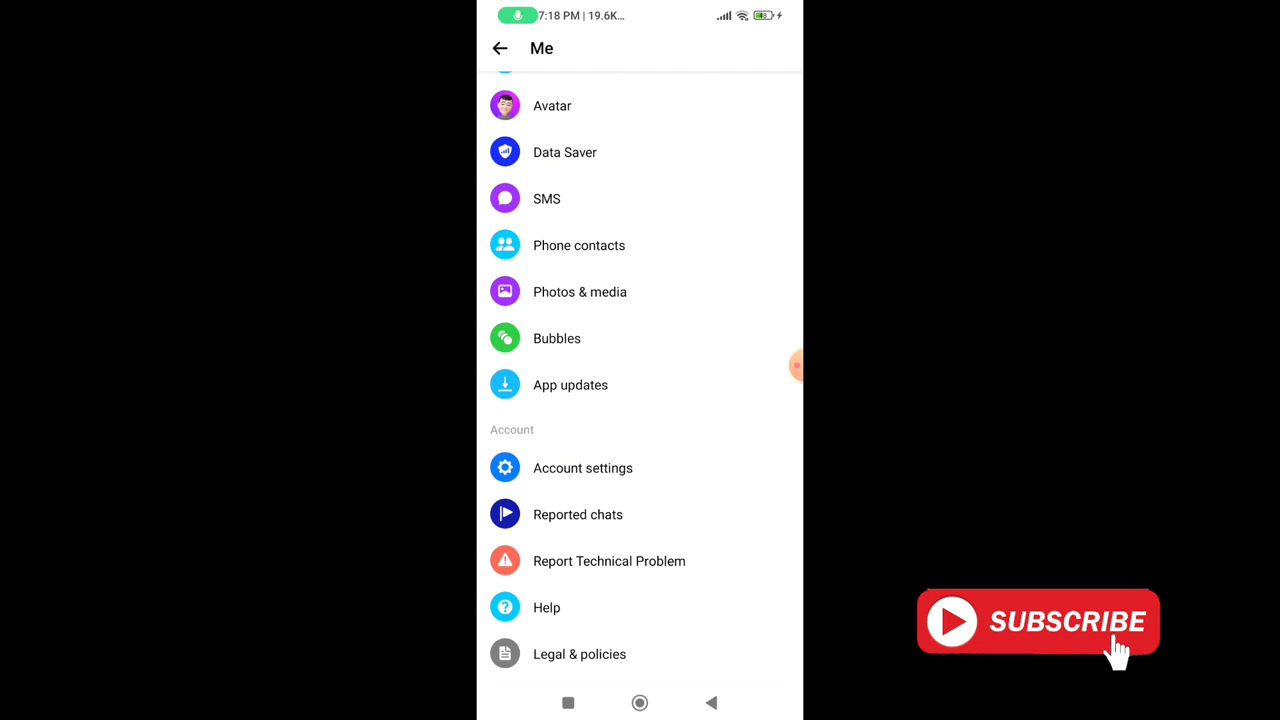 7:18 PM | 19.6K...
48
Me
Avatar
Data Saver
SMS
Phone contacts
Photos & media
Bubbles
App updates
Account
Account settings
Reported chats
Report Technical Problem
Help
Legal & policies
SUBSCRIBE